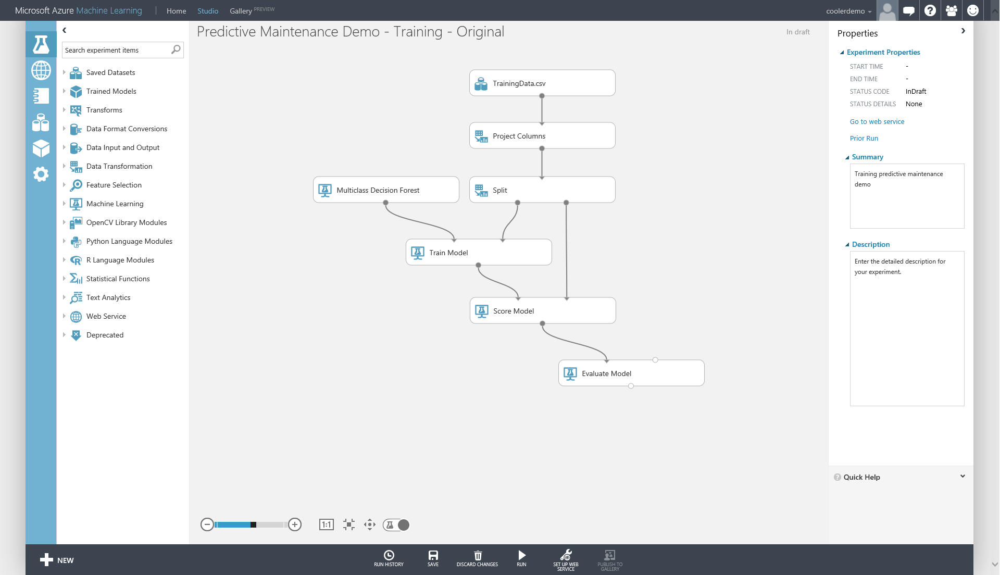 Microsoft Azure Machine Learning
Home
Studio
Gallery PREVIEW
coolerdemo
Search experiment items
Saved Datasets
Trained Models
Transforms
Data Format Conversions
Data Input and Output
Data Transformation
Feature Selection
Machine Learning
OpenCV Library Modules
Python Language Modules
R Language Modules
Statistical Functions
Text Analytics
Web Service
Deprecated
Predictive Maintenance Demo - Training - Original
In draft
TrainingData.csv
Project Columns
Multiclass Decision Forest
Split
Train Model
Score Model
Evaluate Model
1:1
Properties
Experiment Properties
START TIME -
END TIME -
STATUS CODE InDraft
STATUS DETAILS None
Go to web service
Prior Run
Summary
Training predictive maintenance
demo
Description
Enter the detailed description for
your experiment.
Quick Help
NEW
RUN HISTORY
SAVE
DISCARD CHANGES
RUN
SET UP WEB
SERVICE
PUBLISH TO
GALLERY